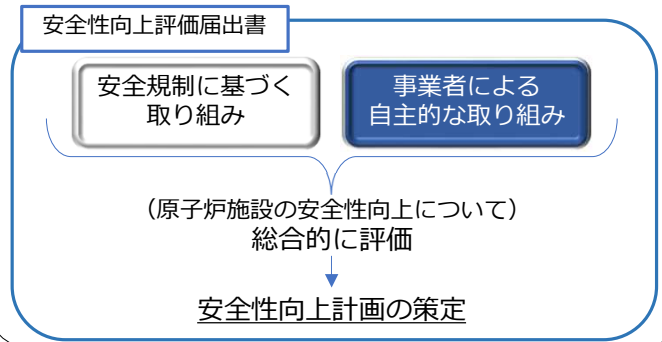 安全性向上評価届出書
安全規制に基づく
取り組み
事業者による
自主的な取り組み
（原子炉施設の安全性向上について）
総合的に評価
安全性向上計画の策定